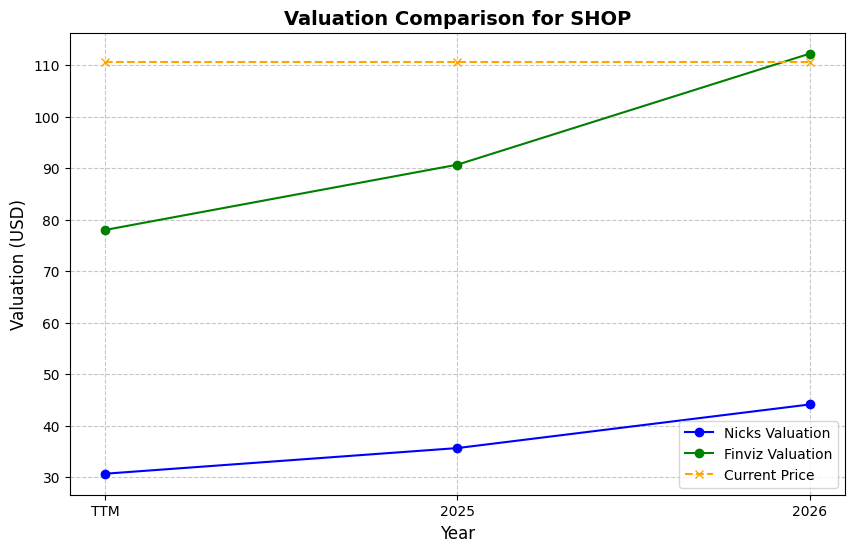 Valuation Comparison for SHOP
Valuation (USD)
110
100
90
80
70
60
50
40
30
TTM
2025
2026
Year
Nicks Valuation
Finviz Valuation
Current Price